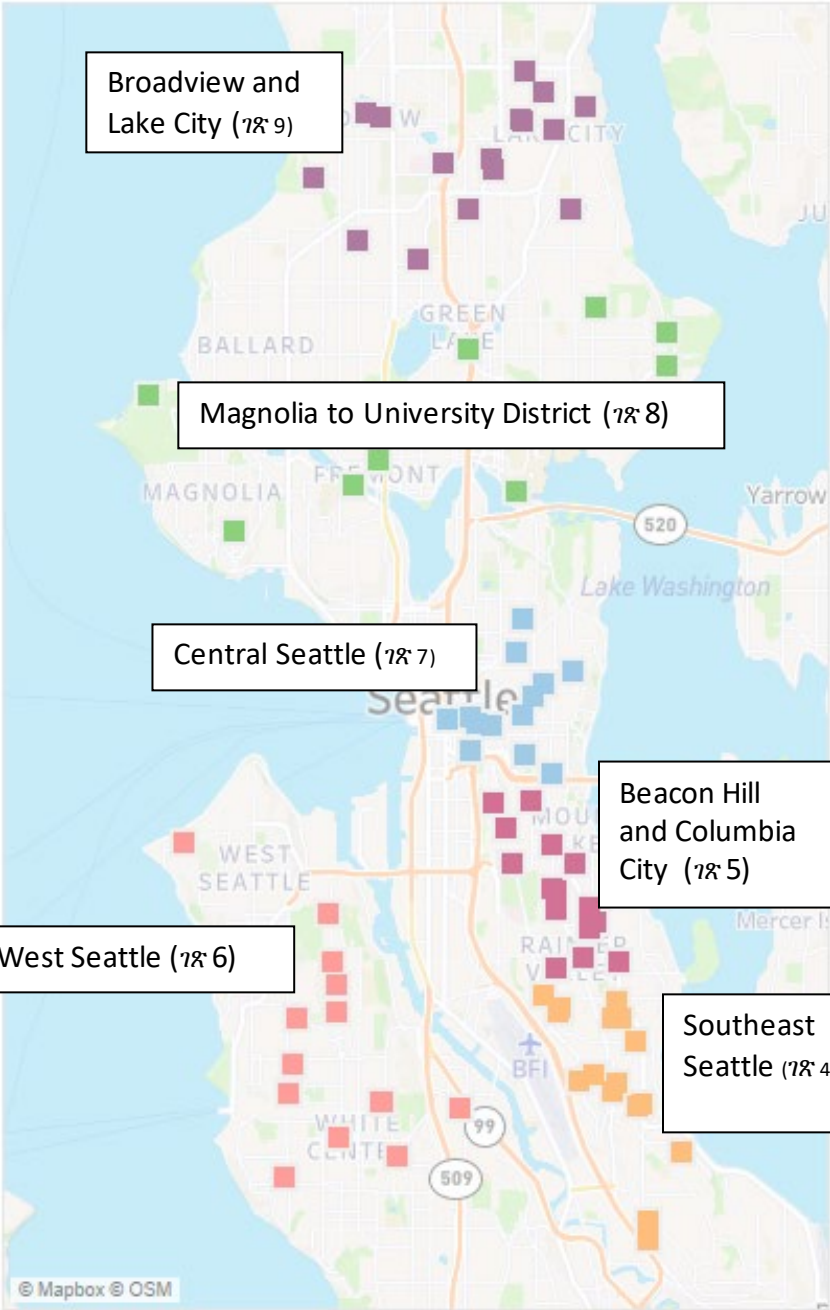 Broadview and
Lake City (ገጽ 9)
LAKE CITY
GREEN
LAKE
BALLARD
Magnolia to University District (ገጽ 8)
FREMONT
MAGNOLIA
Yarrow
520
Lake Washington
Central Seattle (ገጽ 7)
Seattle
Beacon Hill
and Columbia
City (ገጽ 5)
WEST
SEATTLE
Mercer Is
RAINIER
VALLEY
West Seattle (ገጽ 6)
Southeast
Seattle (ገጽ 4
BFI
WHITE
CENTER
99
509
© Mapbox © OSM